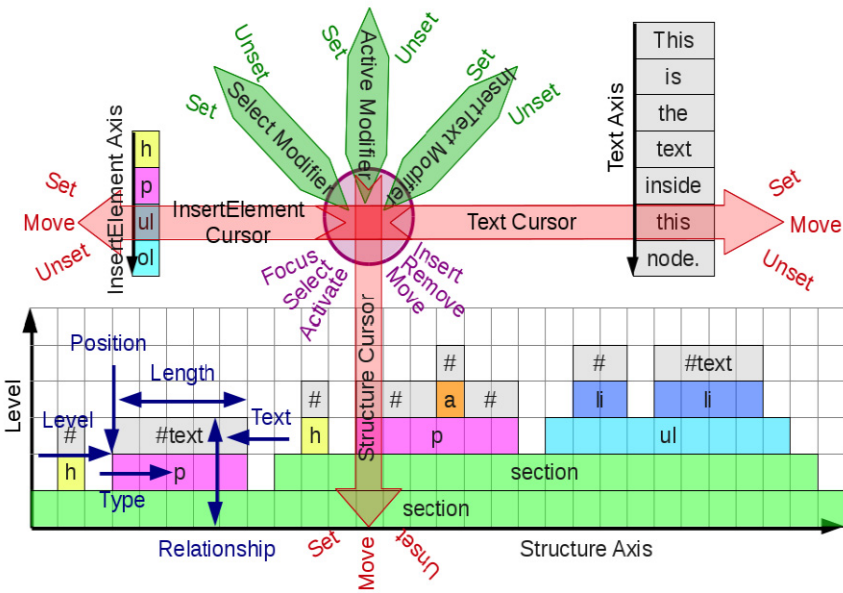 Unset
Set
Select Modifier
Set
Unset
Active Modifier
Set
Unset
InsertText Modifier
Text Axis
This
is
the
text
inside
this
node.
InsertElement Axis
h
p
ul
ol
Set
Move
Unset
InsertElement
Cursor
Text Cursor
Set
Move
Unset
Focus
Select
Activate
Insert
Remove
Move
Structure Cursor
Level
Position
Length
Level
Text
Type
Relationship
#
#text
h
p
#
h
#
#
a
#
p
#
#text
li
li
ul
section
section
Set
Move
Unset
Structure Axis